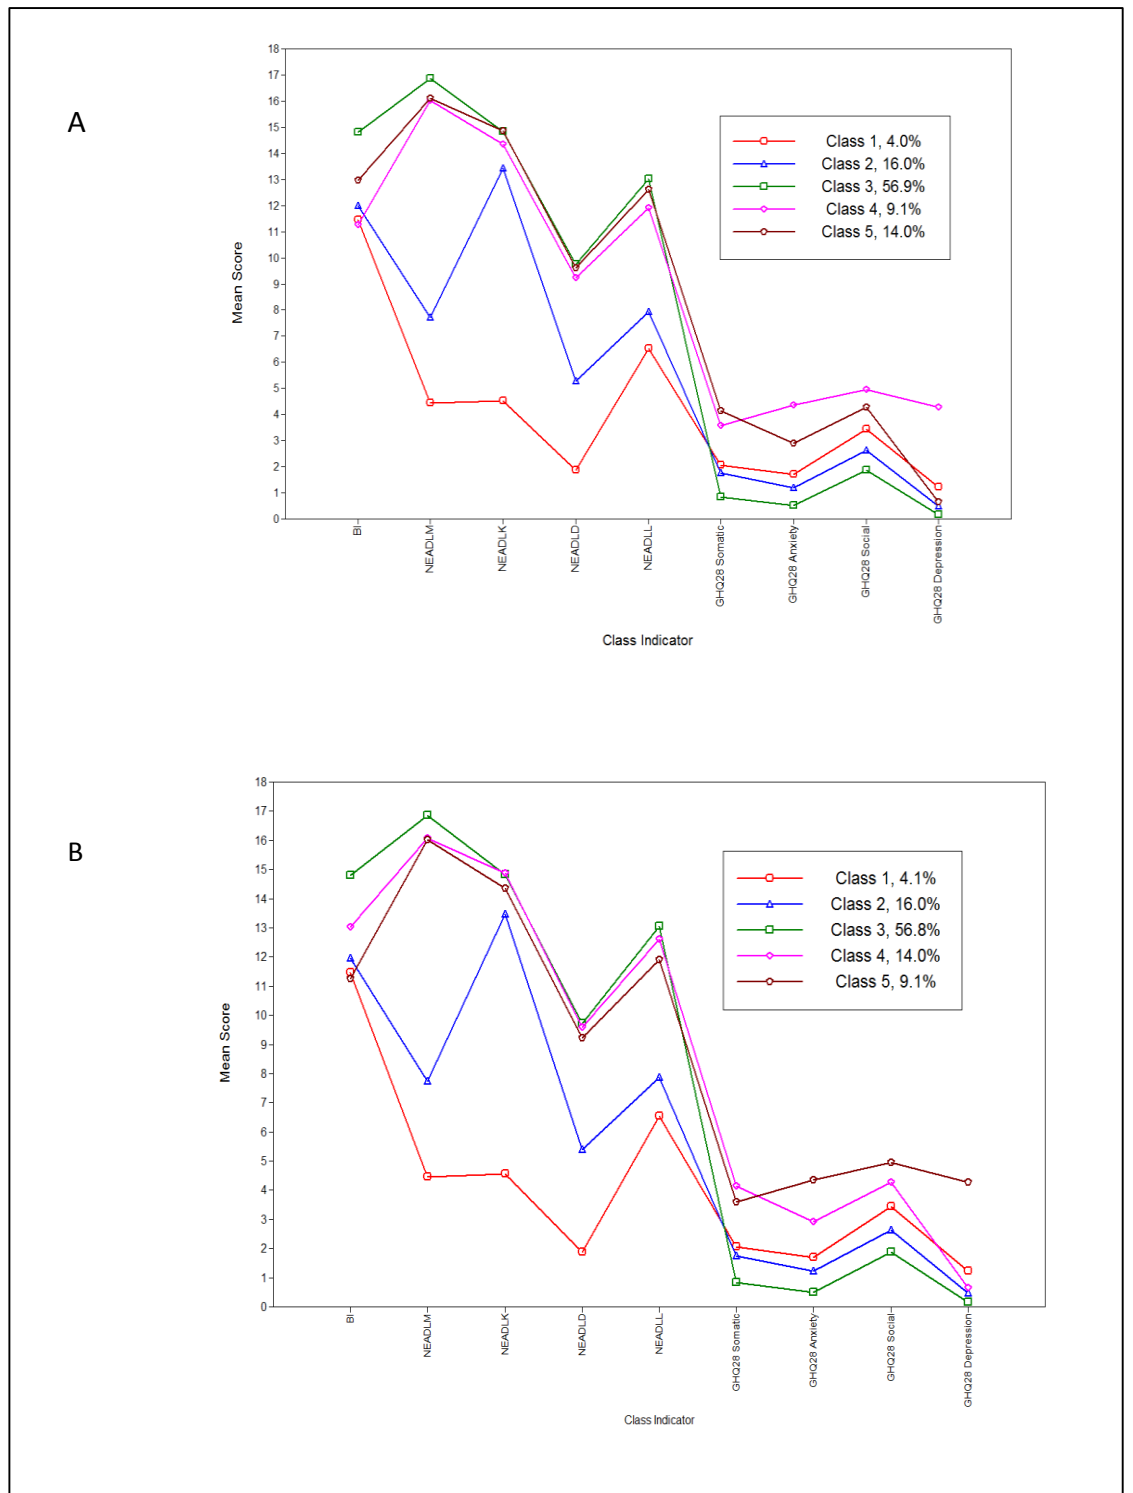 A
18
17
16
15
14
13
12
11
10
9
8
7
6
5
4
3
2
1
0
Mean Score
Class 1, 4.0%
Class 2, 16.0%
Class 3, 56.9%
Class 4, 9.1%
Class 5, 14.0%
BI
NEADLM
NEADLK
NEADLD
NEADLL
GHQ28 Somatic
GHQ28 Anxiety
GHQ28 Social
GHQ28 Depression
Class Indicator
B
18
17
16
15
14
13
12
11
10
9
8
7
6
5
4
3
2
1
0
Mean Score
Class 1, 4.1%
Class 2, 16.0%
Class 3, 56.8%
Class 4, 14.0%
Class 5, 9.1%
BI
NEADLM
NEADLK
NEADLD
NEADLL
GHQ28 Somatic
GHQ28 Anxiety
GHQ28 Social
GHQ28 Depression
Class Indicator